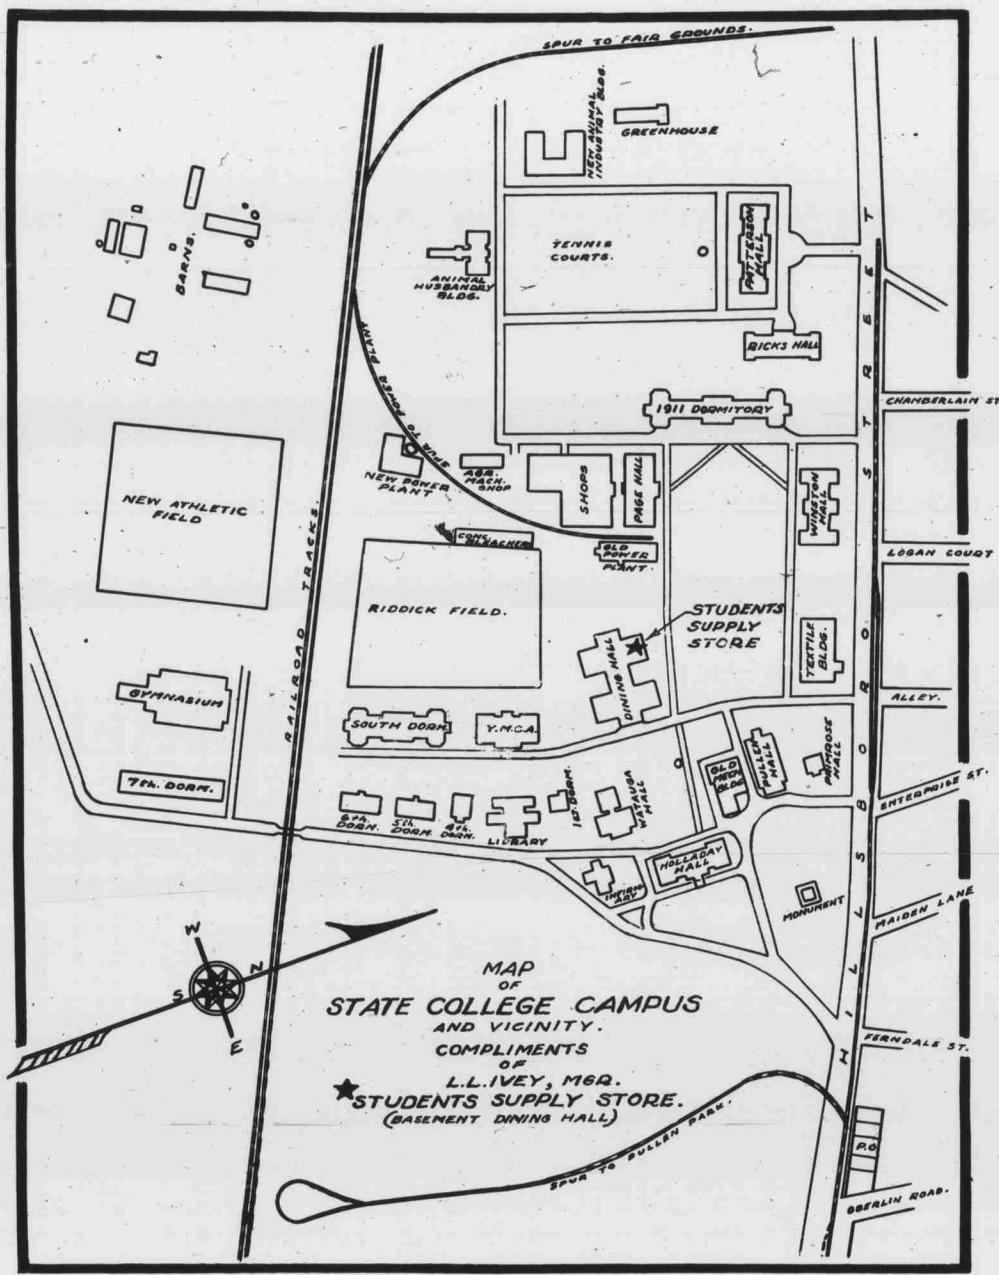 SPUR TO FAIR GROUNDS.
NEW ANIMAL
INDUSTRY BLDG.
GREENHOUSE
BARNS.
ANIMAL
HUSBANDRY
BLDG.
TENNIS
COURTS.
PATTERSON
HALL
RICKS HALL
1911 DORMITORY
CHAMBERLAIN ST
SPUR TO POWER PLANT
NEW POWER
PLANT
AGR.
MACH.
SHOP
SHOPS
PAGE HALL
WINSTON
HALL
NEW ATHLETIC
FIELD
CONC.
BLEACHER
OLD
POWER
PLANT.
LOGAN COURT
RAILROAD TRACKS.
RIDDICK FIELD.
STUDENTS
SUPPLY
STORE
DINING HALL
TEXTILE
BLDG.
ALLEY.
GYMNASIUM
SOUTH DORM.
Y.M.C.A.
7th. DORM.
6th.
DORM.
5th.
DORM.
4th.
DORM.
LIBRARY
1st. DORM.
WATAUGA
HALL
OLD
MECH.
BLDG.
PULLEN
HALL
PRIMROSE
HALL
ENTERPRISE ST.
HOLLADAY
HALL
INFIRM-
ARY
MONUMENT
MAIDEN LANE
HILLSBORO STREET
W
N
S
E
MAP
OF
STATE COLLEGE CAMPUS
AND VICINITY.
COMPLIMENTS
OF
L.L.IVEY, MGR.
STUDENTS SUPPLY STORE.
(BASEMENT DINING HALL)
FERNDALE ST.
SPUR TO PULLEN PARK.
P.O
OBERLIN ROAD.